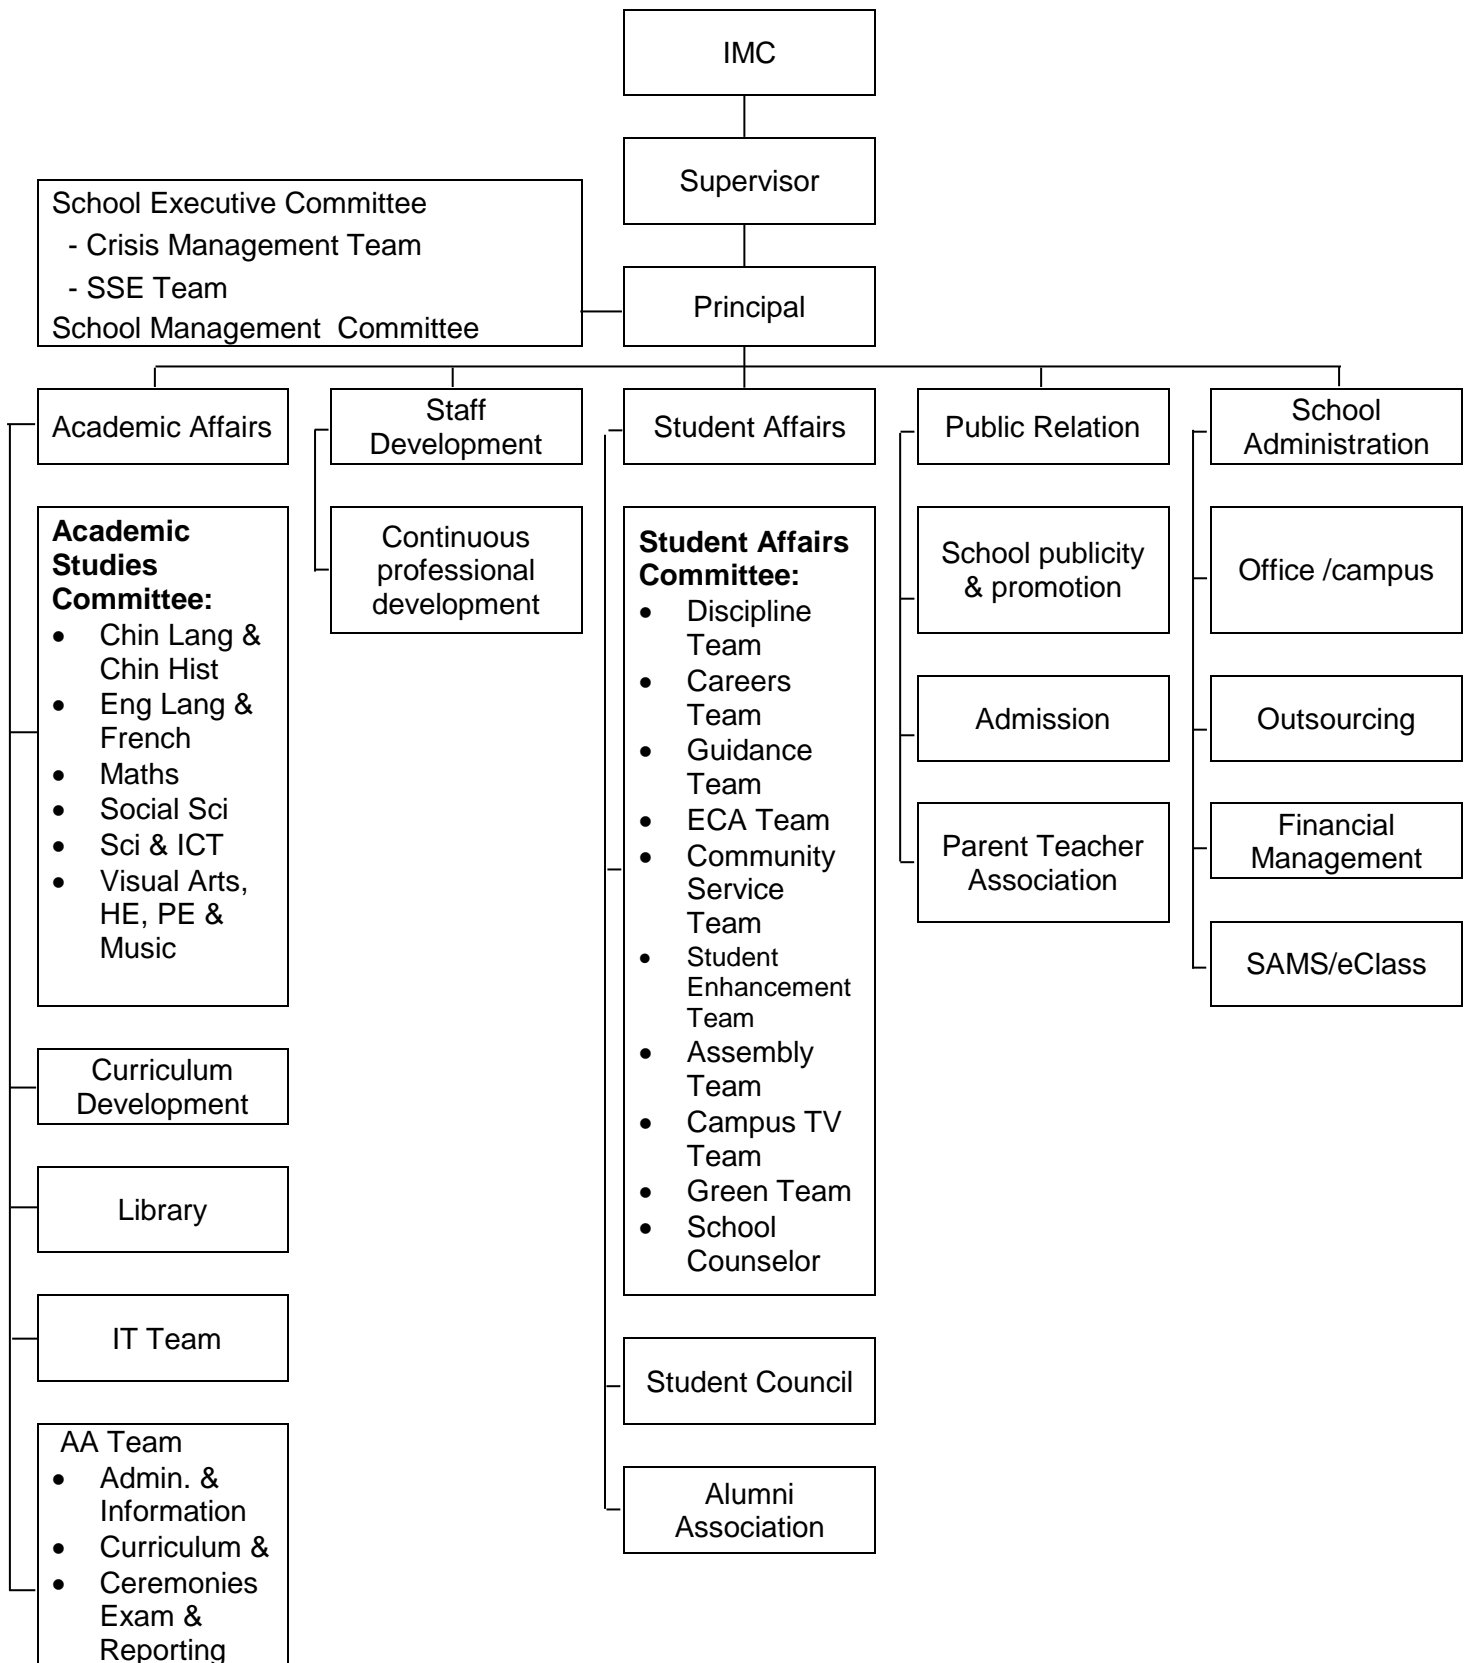 IMC
Supervisor
School Executive Committee
- Crisis Management Team
- SSE Team
School Management  Committee
Principal
Academic Affairs
Staff
Development
Student Affairs
Public Relation
School
Administration
Academic
Studies
Committee:
• Chin Lang &
Chin Hist
• Eng Lang &
French
• Maths
• Social Sci
• Sci & ICT
• Visual Arts,
HE, PE &
Music
Curriculum
Development
Library
IT Team
AA Team
• Admin. &
Information
• Curriculum &
• Ceremonies
Exam &
Reporting
Continuous
professional
development
Student Affairs
Committee:
• Discipline
Team
• Careers
Team
• Guidance
Team
• ECA Team
• Community
Service
Team
• Student
Enhancement
Team
• Assembly
Team
• Campus TV
Team
• Green Team
• School
Counselor
Student Council
Alumni
Association
School publicity
& promotion
Admission
Parent Teacher
Association
Office /campus
Outsourcing
Financial
Management
SAMS/eClass